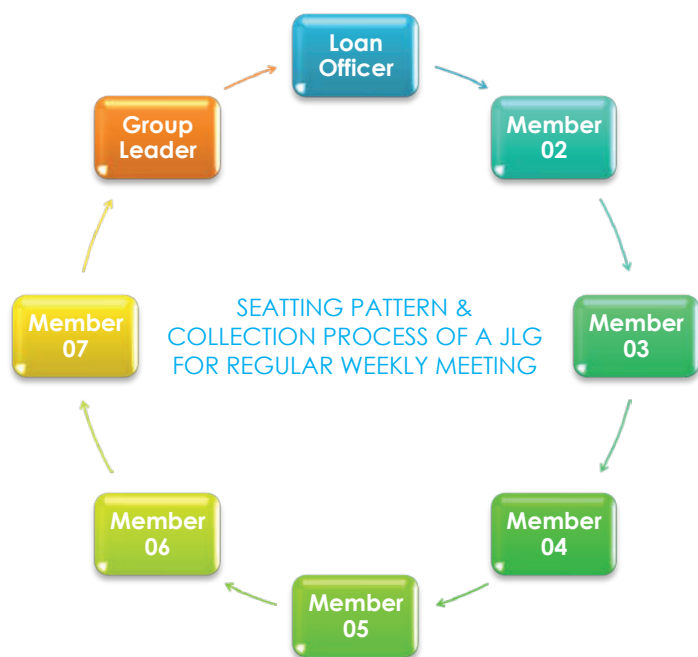 Loan
Officer
Group
Leader
Member
02
Member
07
SEATTING PATTERN &
COLLECTION PROCESS OF A JLG
FOR REGULAR WEEKLY MEETING
Member
03
Member
06
Member
04
Member
05